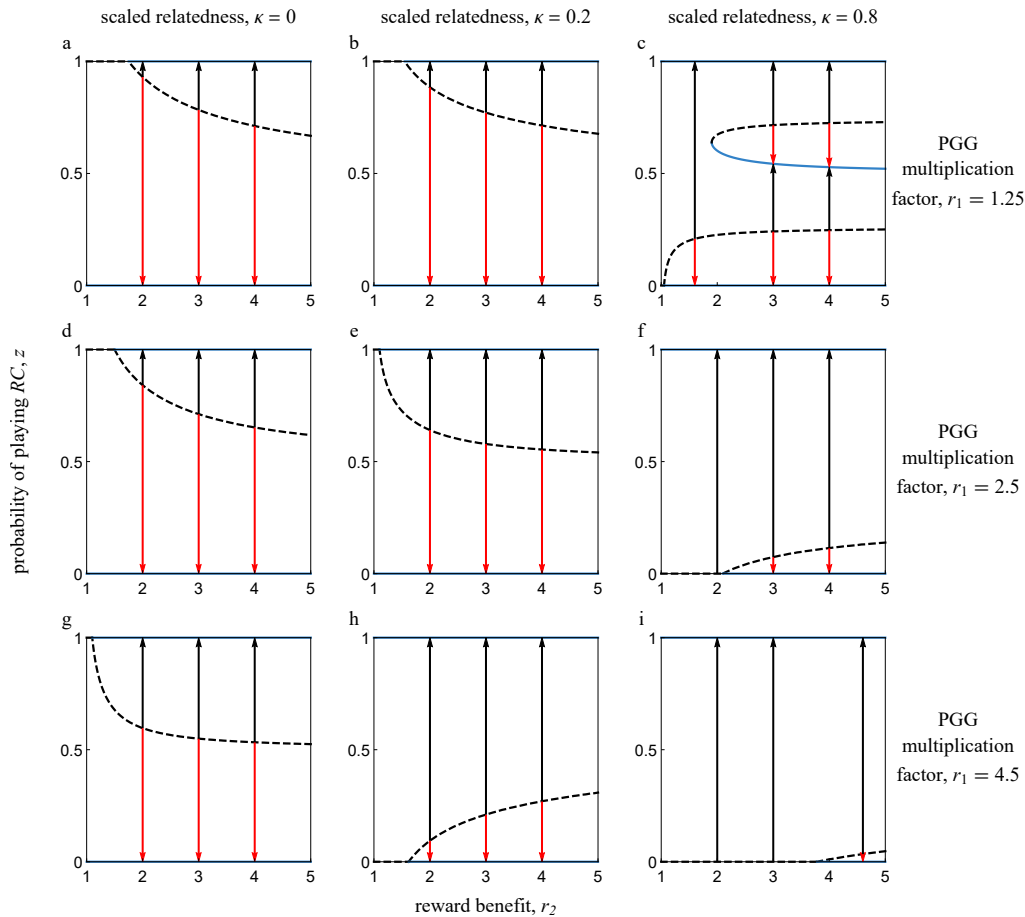 scaled relatedness, κ = 0
scaled relatedness, κ = 0.2
scaled relatedness, κ = 0.8
a
b
c
1
0.5
0
1 2 3 4 5
1
0.5
0
1 2 3 4 5
1
0.5
0
1 2 3 4 5
PGG
multiplication
factor, r1 = 1.25
d
e
f
1
0.5
0
1 2 3 4 5
1
0.5
0
1 2 3 4 5
1
0.5
0
1 2 3 4 5
PGG
multiplication
factor, r1 = 2.5
probability of playing RC, z
g
h
i
1
0.5
0
1 2 3 4 5
1
0.5
0
1 2 3 4 5
1
0.5
0
1 2 3 4 5
PGG
multiplication
factor, r1 = 4.5
reward benefit, r2